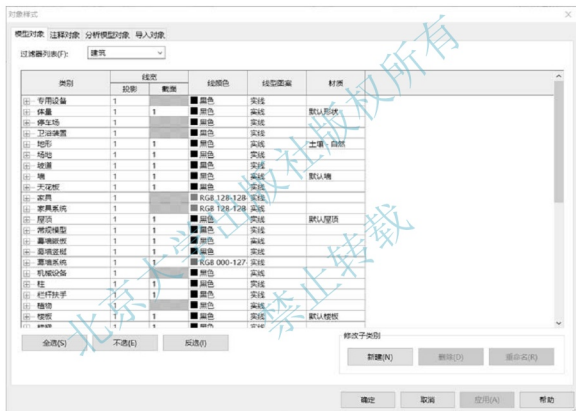 对象样式
模型对象 注释对象 分析模型对象 导入对象
过滤器列表(F): 建筑
类别 线宽 线颜色 线型图案 材质
投影 截面
专用设备 1 黑色 实线
体量 1 1 黑色 实线 默认形状
停车场 1 黑色 实线
卫浴装置 1 黑色 实线
地形 1 1 黑色 实线 土壤 - 自然
场地 1 1 黑色 实线
坡道 1 1 黑色 实线
墙 1 1 黑色 实线 默认墙
天花板 1 1 黑色 实线
家具 1 RGB 128-128- 实线
家具系统 1 RGB 128-128- 实线
屋顶 1 1 黑色 实线 默认屋顶
常规模型 1 1 黑色 实线
幕墙嵌板 1 1 黑色 实线
幕墙竖梃 1 1 黑色 实线
幕墙系统 1 1 RGB 000-127- 实线
机械设备 1 黑色 实线
柱 1 1 黑色 实线
栏杆扶手 1 1 黑色 实线
植物 1 黑色 实线
楼板 1 1 黑色 实线 默认楼板
全选(S) 不选(E) 反选(I)
修改子类别
新建(N) 删除(D) 重命名(R)
确定 取消 应用(A) 帮助
北京大学出版社版权所有
禁止转载